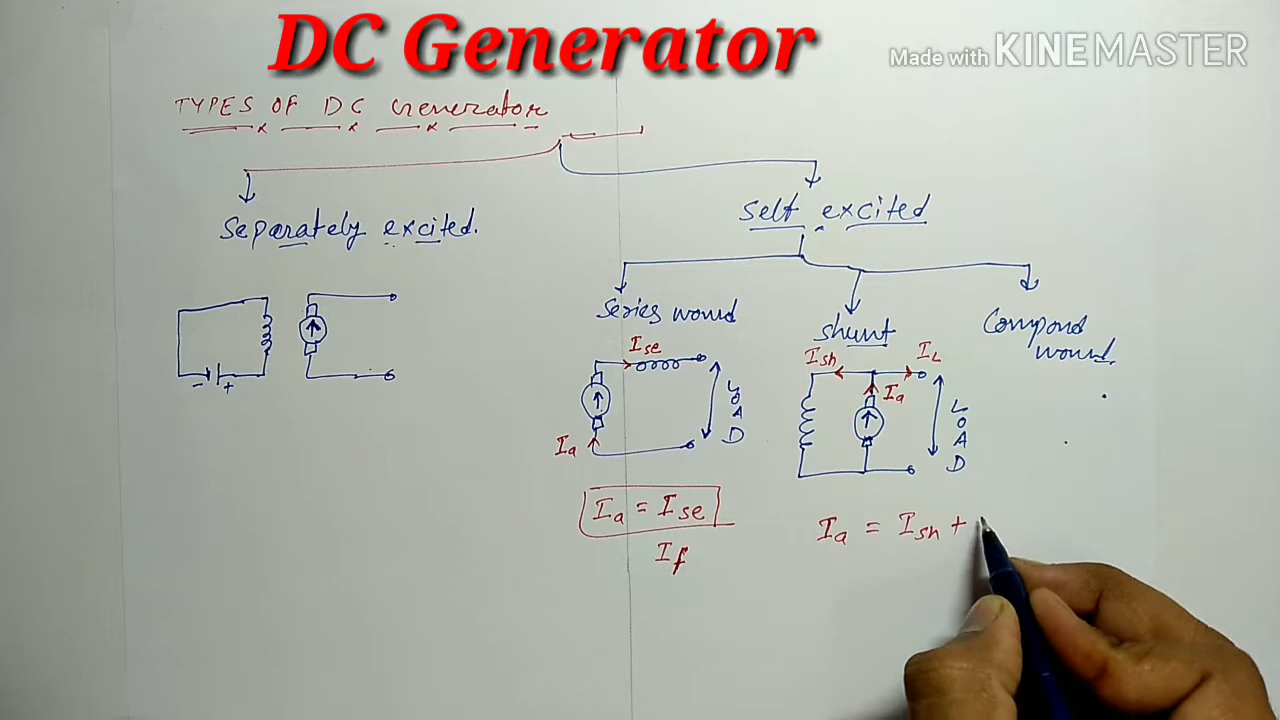 DC Generator
Made with KINEMASTER
TYPES OF DC Generator
Separately excited.
Self excited
Series wound
shunt
Compond
wound.
- +
Ise
Ia
LOAD
Ish
IL
Ia
LOAD
Ia = Ise
If
Ia = Ish +